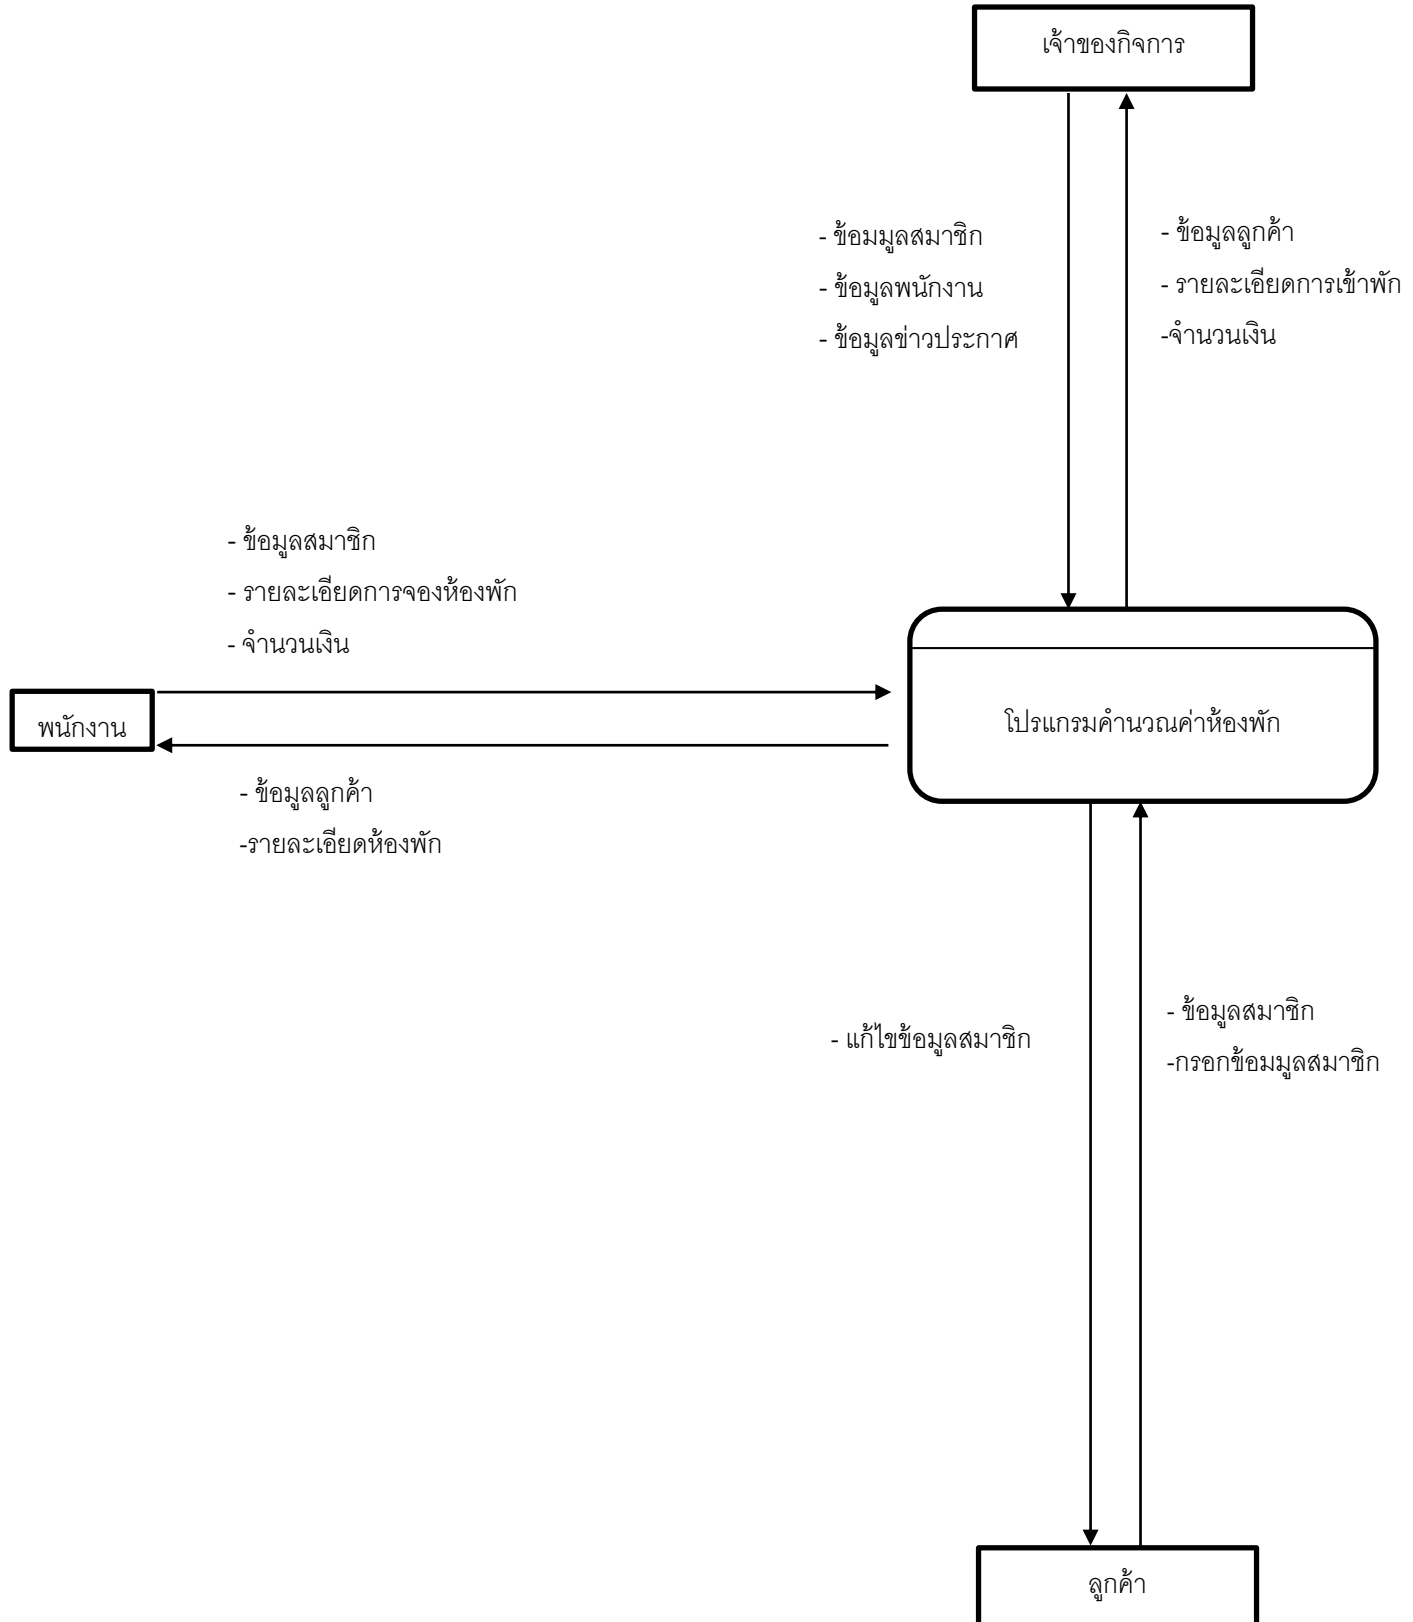 เจ้าของกิจการ
- ข้อมมูลสมาชิก
- ข้อมูลพนักงาน
- ข้อมูลข่าวประกาศ
- ข้อมูลลูกค้า
- รายละเอียดการเข้าพัก
-จำนวนเงิน
- ข้อมูลสมาชิก
- รายละเอียดการจองห้องพัก
- จำนวนเงิน
พนักงาน
โปรแกรมคำนวณค่าห้องพัก
- ข้อมูลลูกค้า
-รายละเอียดห้องพัก
- แก้ไขข้อมูลสมาชิก
- ข้อมูลสมาชิก
-กรอกข้อมมูลสมาชิก
ลูกค้า